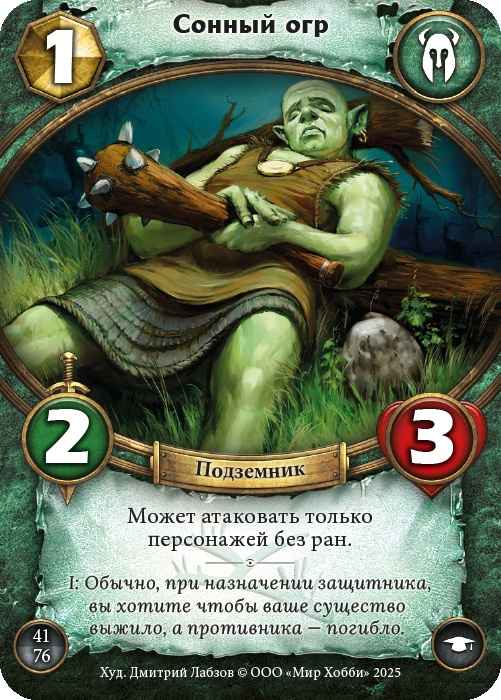 Сонный огр
1
2
3
Подземник
Может атаковать только
персонажей без ран.
I: Обычно, при назначении защитника,
вы хотите чтобы ваше существо
выжило, а противника — погибло.
41
76
Худ. Дмитрий Лабзов © ООО «Мир Хобби» 2025